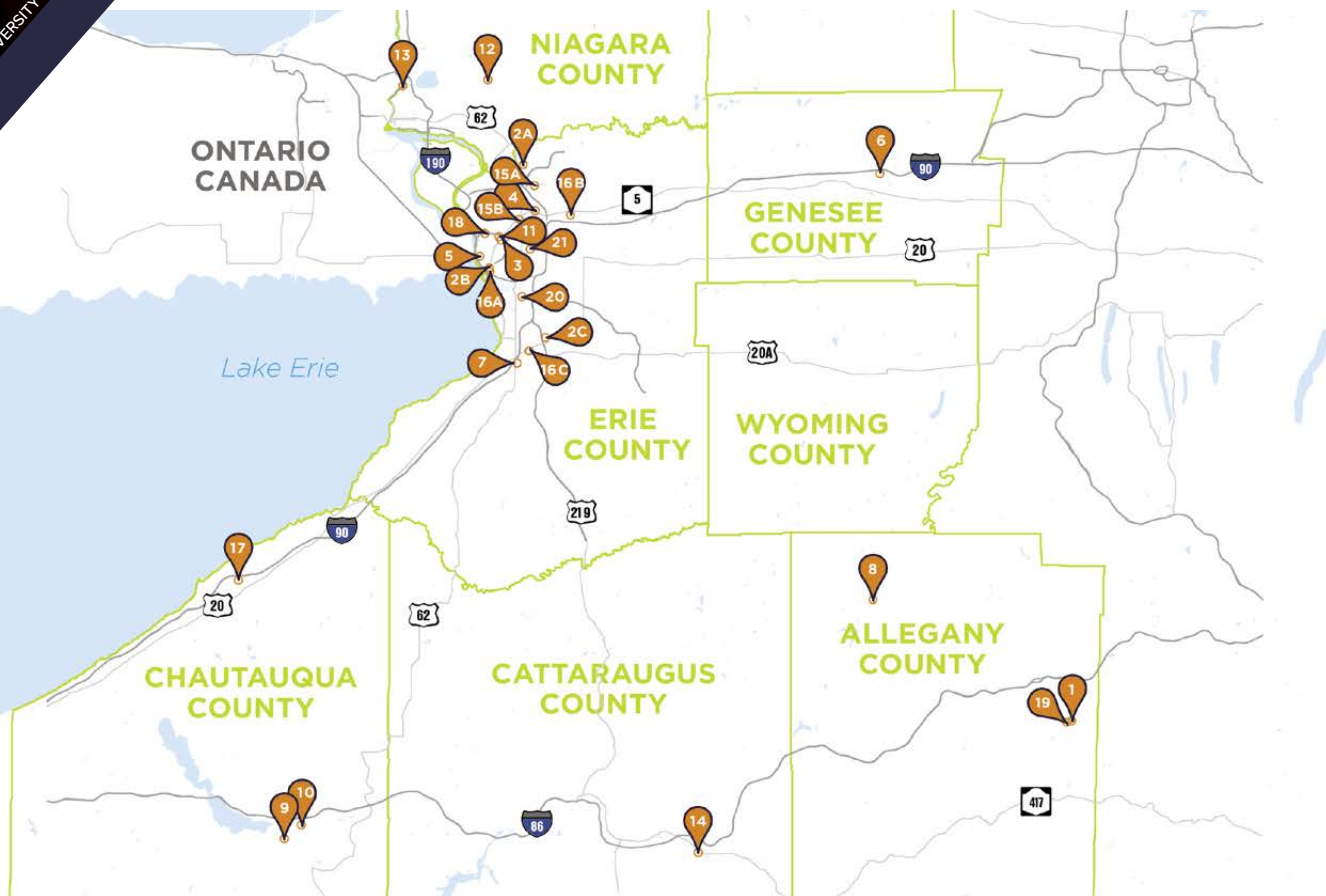 13
12
NIAGARA
COUNTY
62
2A
ONTARIO
CANADA
190
15A
16B
6
90
4
5
15B
GENESEE
COUNTY
18
11
21
20
5
3
2B
16A
20
2C
20A
Lake Erie
7
16C
ERIE
COUNTY
WYOMING
COUNTY
219
90
17
20
62
8
ALLEGANY
COUNTY
CHAUTAUQUA
COUNTY
CATTARAUGUS
COUNTY
19
1
9
10
86
14
417